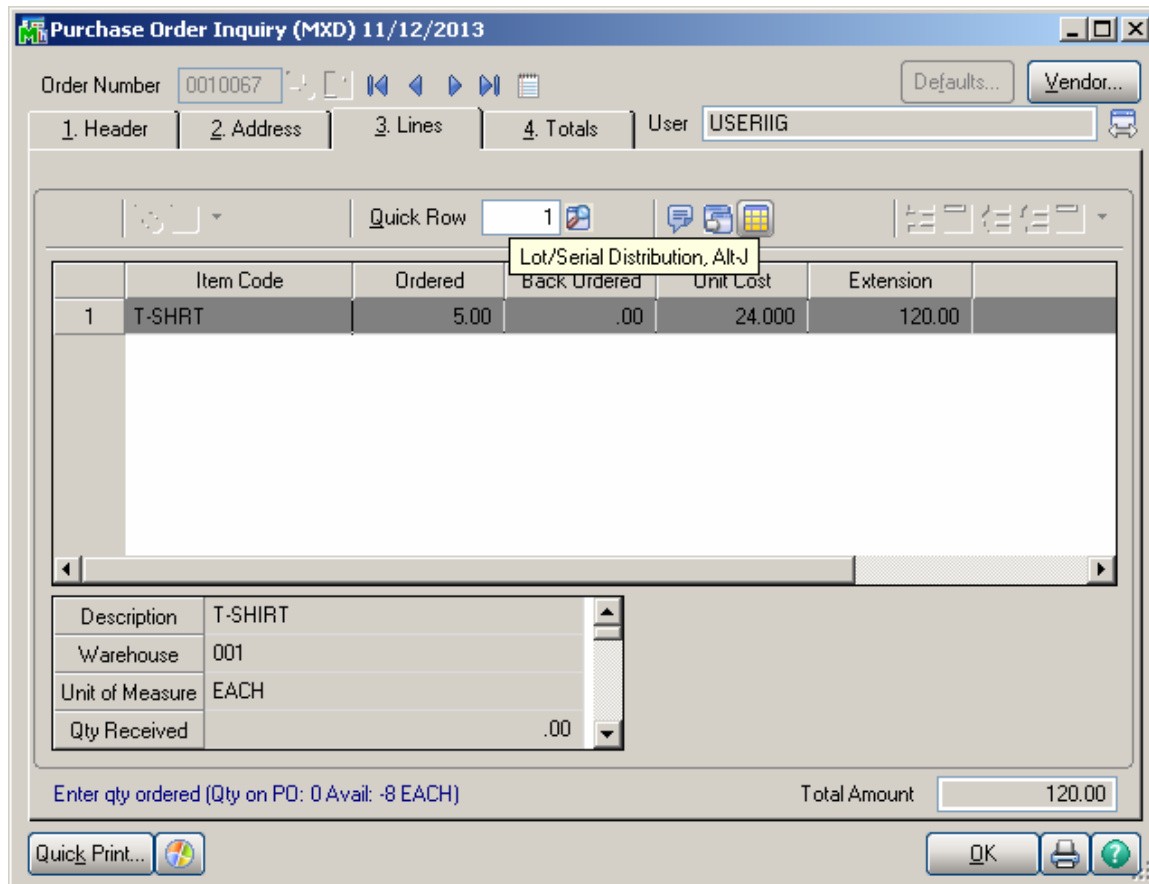 Purchase Order Inquiry (MXD) 11/12/2013
Order Number 0010067 Defaults... Vendor...
1. Header 2. Address 3. Lines 4. Totals User USERIIG
Quick Row 1
Lot/Serial Distribution, Alt-J
Item Code Ordered Back Ordered Unit Cost Extension
1 T-SHRT 5.00 .00 24.000 120.00
Description T-SHIRT
Warehouse 001
Unit of Measure EACH
Qty Received .00
Enter qty ordered (Qty on PO: 0 Avail: -8 EACH) Total Amount 120.00
Quick Print... OK